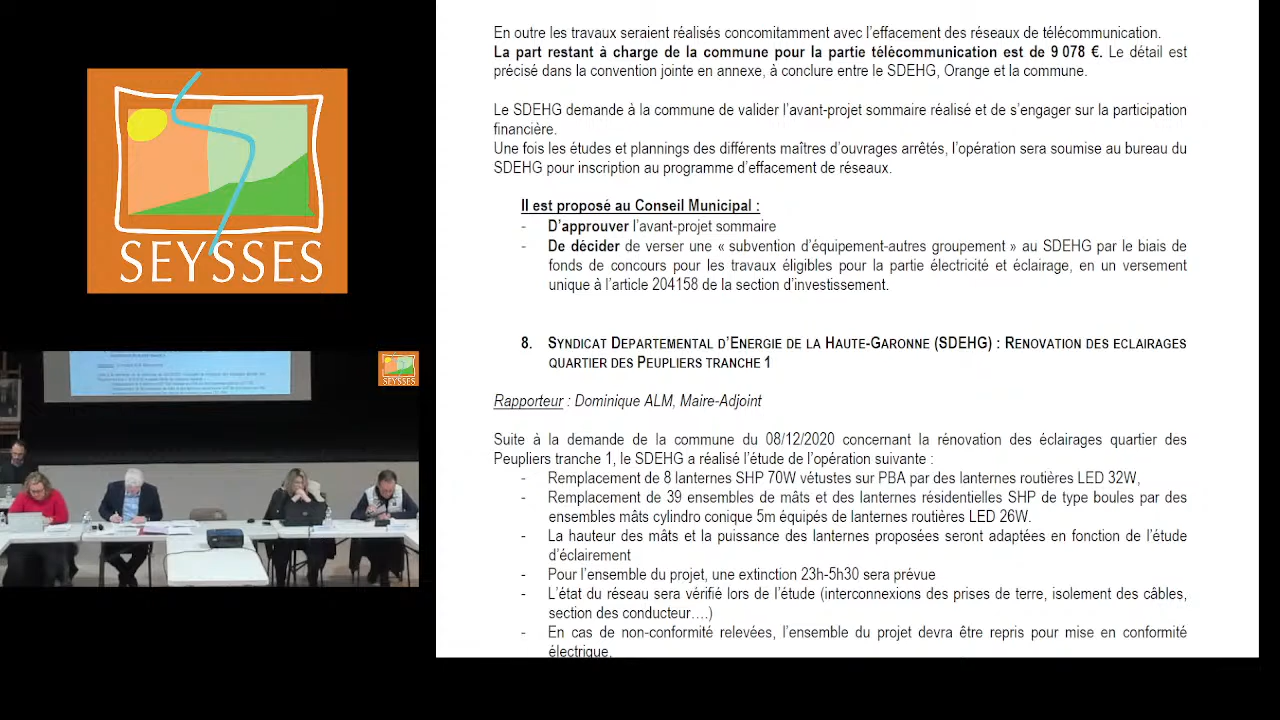 SEYSSES
SEYSSES
En outre les travaux seraient réalisés concomitamment avec l’effacement des réseaux de télécommunication.
La part restant à charge de la commune pour la partie télécommunication est de 9 078 €. Le détail est
précisé dans la convention jointe en annexe, à conclure entre le SDEHG, Orange et la commune.
Le SDEHG demande à la commune de valider l’avant-projet sommaire réalisé et de s’engager sur la participation
financière.
Une fois les études et plannings des différents maîtres d’ouvrages arrêtés, l’opération sera soumise au bureau du
SDEHG pour inscription au programme d’effacement de réseaux.
Il est proposé au Conseil Municipal :
- D’approuver l’avant-projet sommaire
- De décider de verser une « subvention d’équipement-autres groupement » au SDEHG par le biais de
fonds de concours pour les travaux éligibles pour la partie électricité et éclairage, en un versement
unique à l’article 204158 de la section d’investissement.
8. SYNDICAT DEPARTEMENTAL D’ENERGIE DE LA HAUTE-GARONNE (SDEHG) : RENOVATION DES ECLAIRAGES
QUARTIER DES PEUPLIERS TRANCHE 1
Rapporteur : Dominique ALM, Maire-Adjoint
Suite à la demande de la commune du 08/12/2020 concernant la rénovation des éclairages quartier des
Peupliers tranche 1, le SDEHG a réalisé l’étude de l’opération suivante :
- Remplacement de 8 lanternes SHP 70W vétustes sur PBA par des lanternes routières LED 32W,
- Remplacement de 39 ensembles de mâts et des lanternes résidentielles SHP de type boules par des
ensembles mâts cylindro conique 5m équipés de lanternes routières LED 26W.
- La hauteur des mâts et la puissance des lanternes proposées seront adaptées en fonction de l’étude
d’éclairement
- Pour l’ensemble du projet, une extinction 23h-5h30 sera prévue
- L’état du réseau sera vérifié lors de l’étude (interconnexions des prises de terre, isolement des câbles,
section des conducteur….)
- En cas de non-conformité relevées, l’ensemble du projet devra être repris pour mise en conformité
électrique.